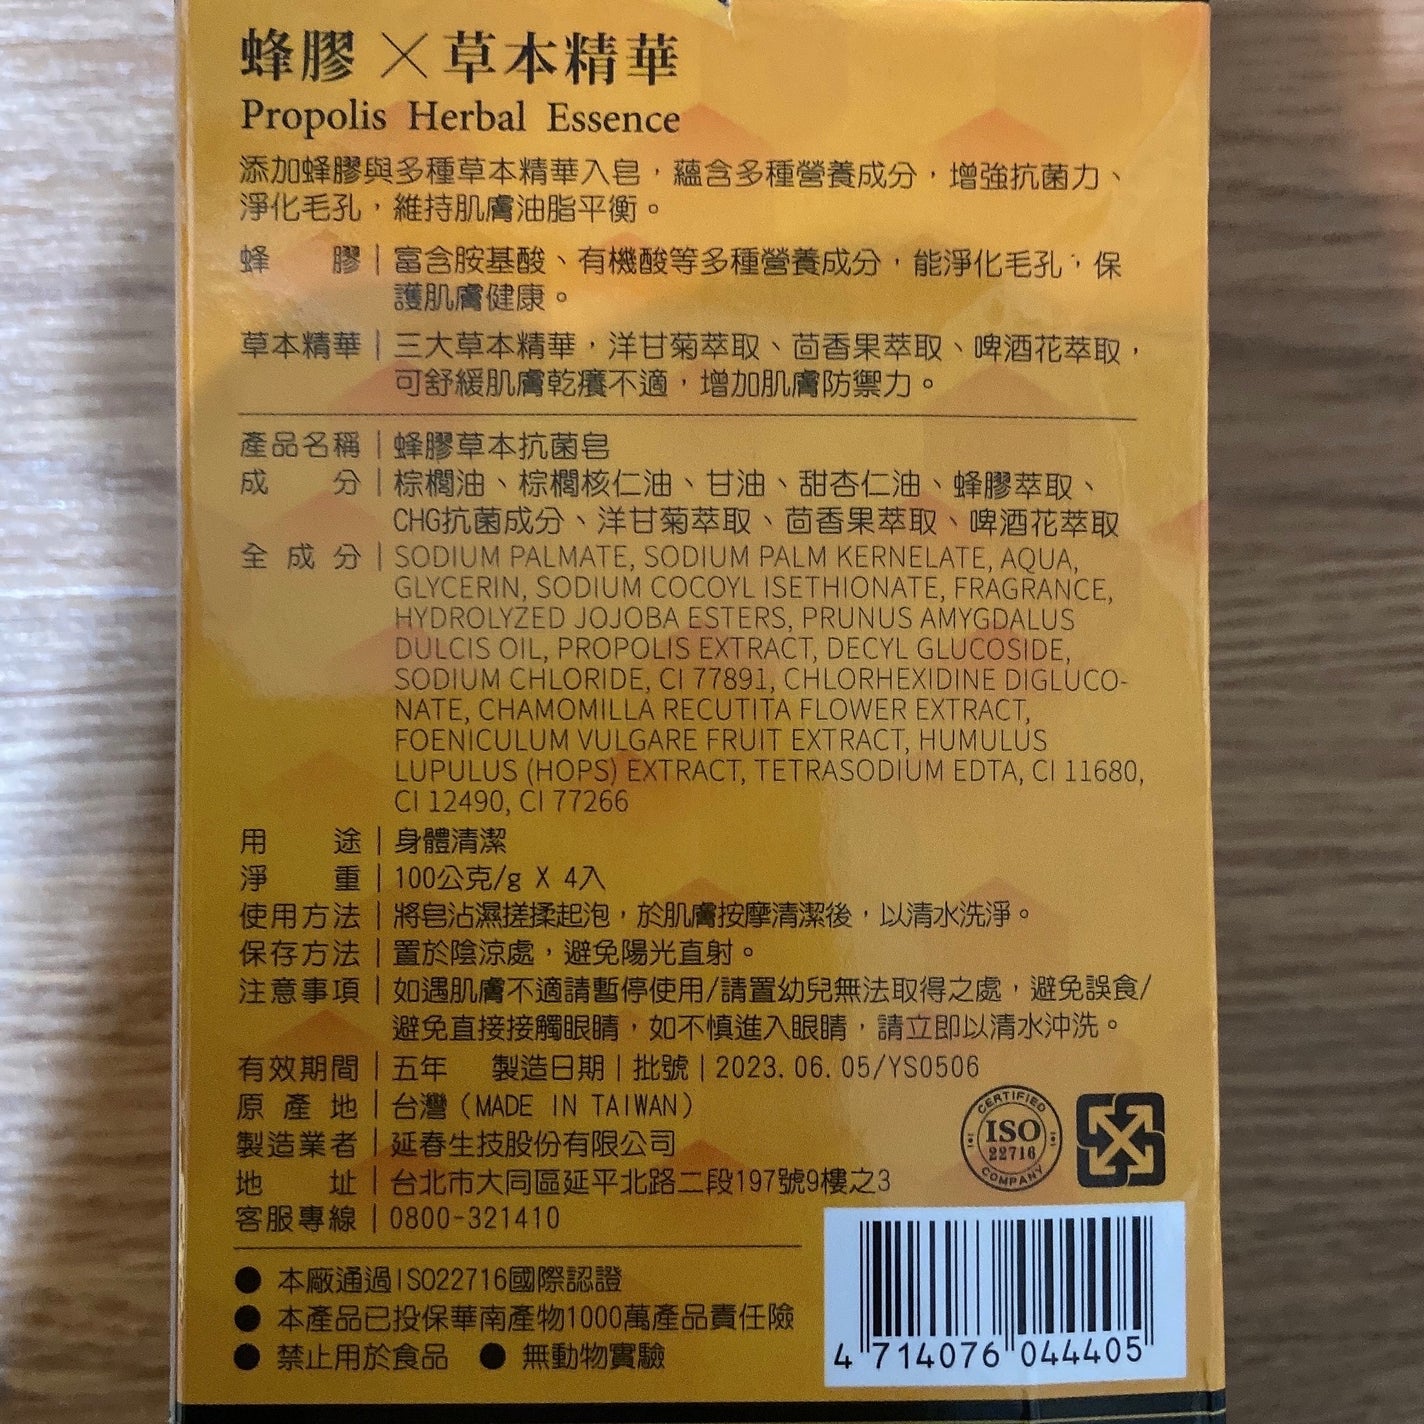 蜂膠×草本精華
Propolis Herbal Essence
添加蜂膠與多種草本精華入皂，蘊含多種營養成分，增強抗菌力、
淨化毛孔，維持肌膚油脂平衡。
蜂膠|富含胺基酸、有機酸等多種營養成分，能淨化毛孔，保
護肌膚健康。
草本精華|三大草本精華，洋甘菊萃取、茴香果萃取、啤酒花萃取，
可舒緩肌膚乾癢不適，增加肌膚防禦力。
產品名稱|蜂膠草本抗菌皂
成分|棕櫚油、棕櫚核仁油、甘油、甜杏仁油、蜂膠萃取、
CHG抗菌成分、洋甘菊萃取、茴香果萃取、啤酒花萃取
全成分|SODIUM PALMATE, SODIUM PALM KERNELATE, AQUA,
GLYCERIN, SODIUM COCOYL ISETHIONATE, FRAGRANCE,
HYDROLYZED JOJOBA ESTERS, PRUNUS AMYGDALUS
DULCIS OIL, PROPOLIS EXTRACT, DECYL GLUCOSIDE,
SODIUM CHLORIDE, CI 77891, CHLORHEXIDINE DIGLUCO-
NATE, CHAMOMILLA RECUTITA FLOWER EXTRACT,
FOENICULUM VULGARE FRUIT EXTRACT, HUMULUS
LUPULUS (HOPS) EXTRACT, TETRASODIUM EDTA, CI 11680,
CI 12490, CI 77266
用途|身體清潔
淨重|100公克/g X 4入
使用方法|將皂沾濕搓揉起泡，於肌膚按摩清潔後，以清水洗淨。
保存方法|置於陰涼處，避免陽光直射。
注意事項|如遇肌膚不適請暫停使用/請置幼兒無法取得之處，避免誤食/
避免直接接觸眼睛，如不慎進入眼睛，請立即以清水沖洗。
有效期間|五年 製造日期|批號|2023.06.05/YS0506
原產地|台灣(MADE IN TAIWAN)
製造業者|延春生技股份有限公司
地址|台北市大同區延平北路二段197號9樓之3
客服專線|0800-321410
CERTIFIED
ISO
22716
COMPANY
● 本廠通過ISO22716國際認證
● 本產品已投保華南產物1000萬產品責任險
● 禁止用於食品 ● 無動物實驗
4 714076 044405